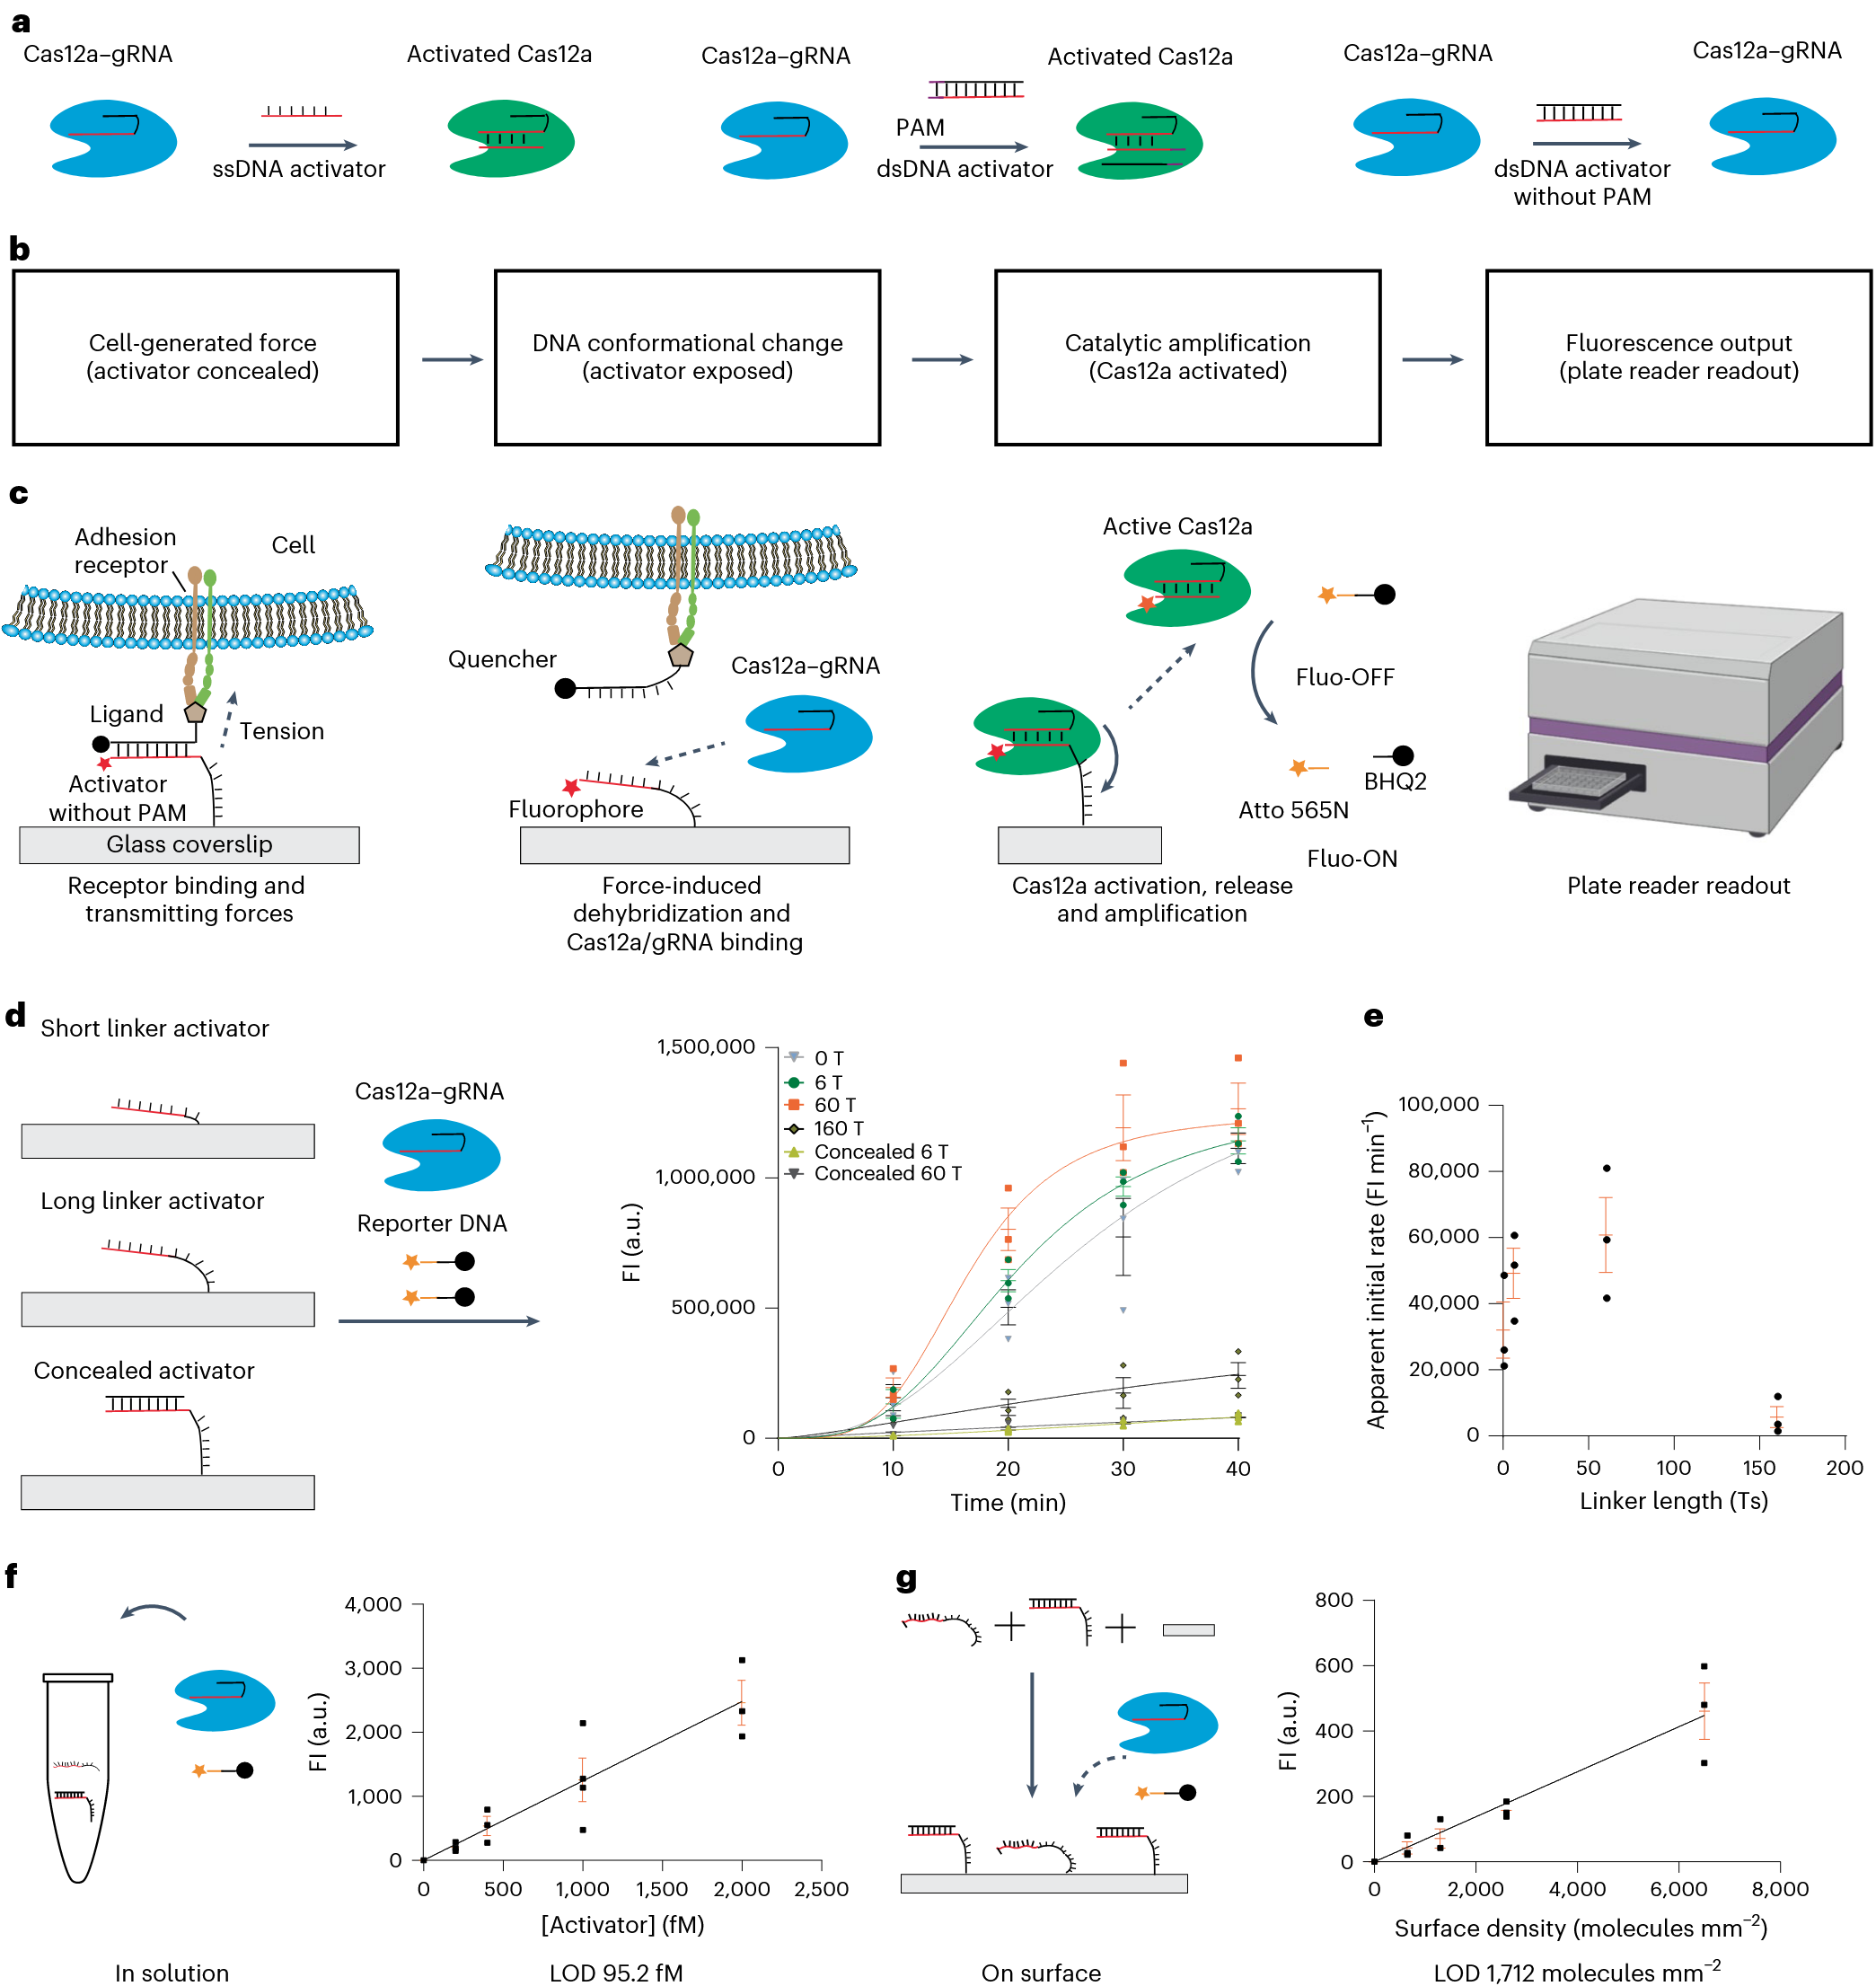 a
Cas12a–gRNA
Activated Cas12a
Cas12a–gRNA
Activated Cas12a
Cas12a–gRNA
Cas12a–gRNA
ssDNA activator
PAM
dsDNA activator
dsDNA activator
without PAM
b
Cell-generated force
(activator concealed)
DNA conformational change
(activator exposed)
Catalytic amplification
(Cas12a activated)
Fluorescence output
(plate reader readout)
c
Adhesion
receptor
Cell
Ligand
Tension
Activator
without PAM
Glass coverslip
Receptor binding and
transmitting forces
Quencher
Cas12a–gRNA
Fluorophore
Force-induced
dehybridization and
Cas12a/gRNA binding
Active Cas12a
Fluo-OFF
BHQ2
Atto 565N
Fluo-ON
Cas12a activation, release
and amplification
Plate reader readout
d
Short linker activator
Long linker activator
Concealed activator
Cas12a–gRNA
Reporter DNA
FI (a.u.)
1,500,000
1,000,000
500,000
0
0 T
6 T
60 T
160 T
Concealed 6 T
Concealed 60 T
0 10 20 30 40
Time (min)
e
Apparent initial rate (FI min⁻¹)
100,000
80,000
60,000
40,000
20,000
0
0 50 100 150 200
Linker length (Ts)
f
FI (a.u.)
4,000
3,000
2,000
1,000
0
0 500 1,000 1,500 2,000 2,500
[Activator] (fM)
In solution
LOD 95.2 fM
g
FI (a.u.)
800
600
400
200
0
0 2,000 4,000 6,000 8,000
Surface density (molecules mm⁻²)
On surface
LOD 1,712 molecules mm⁻²